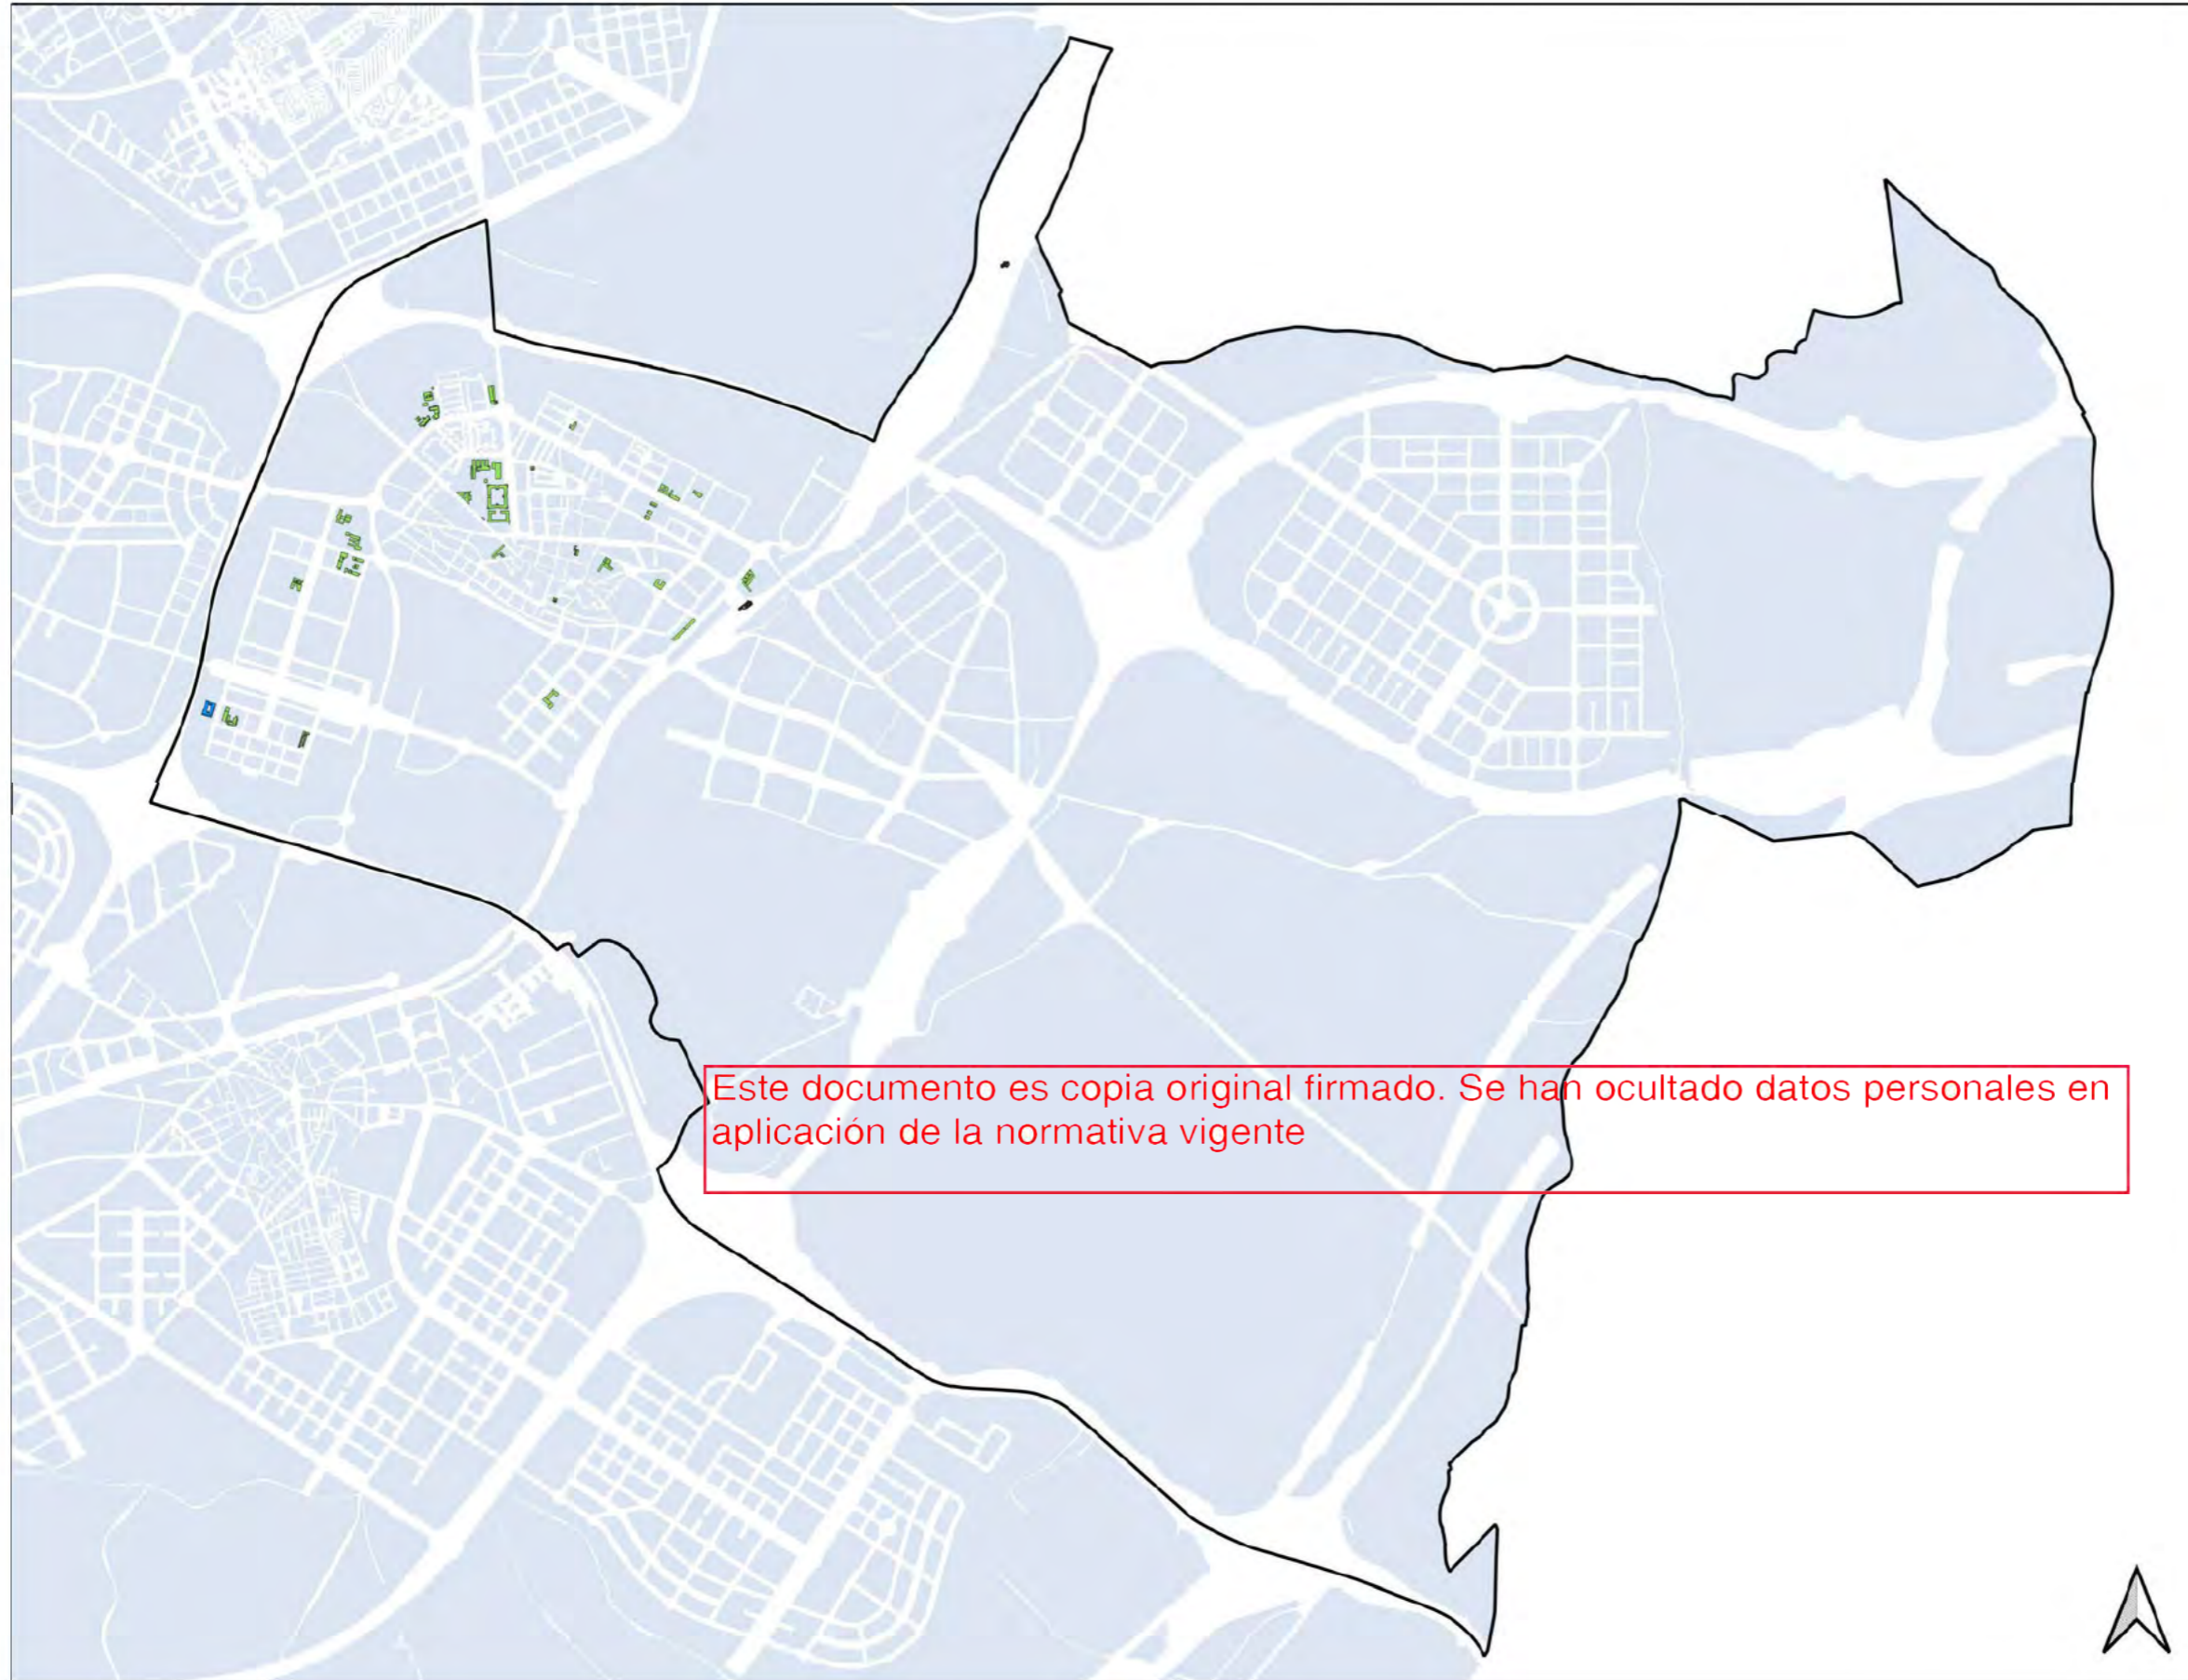 Este documento es copia original firmado. Se han ocultado datos personales en
aplicación de la normativa vigente